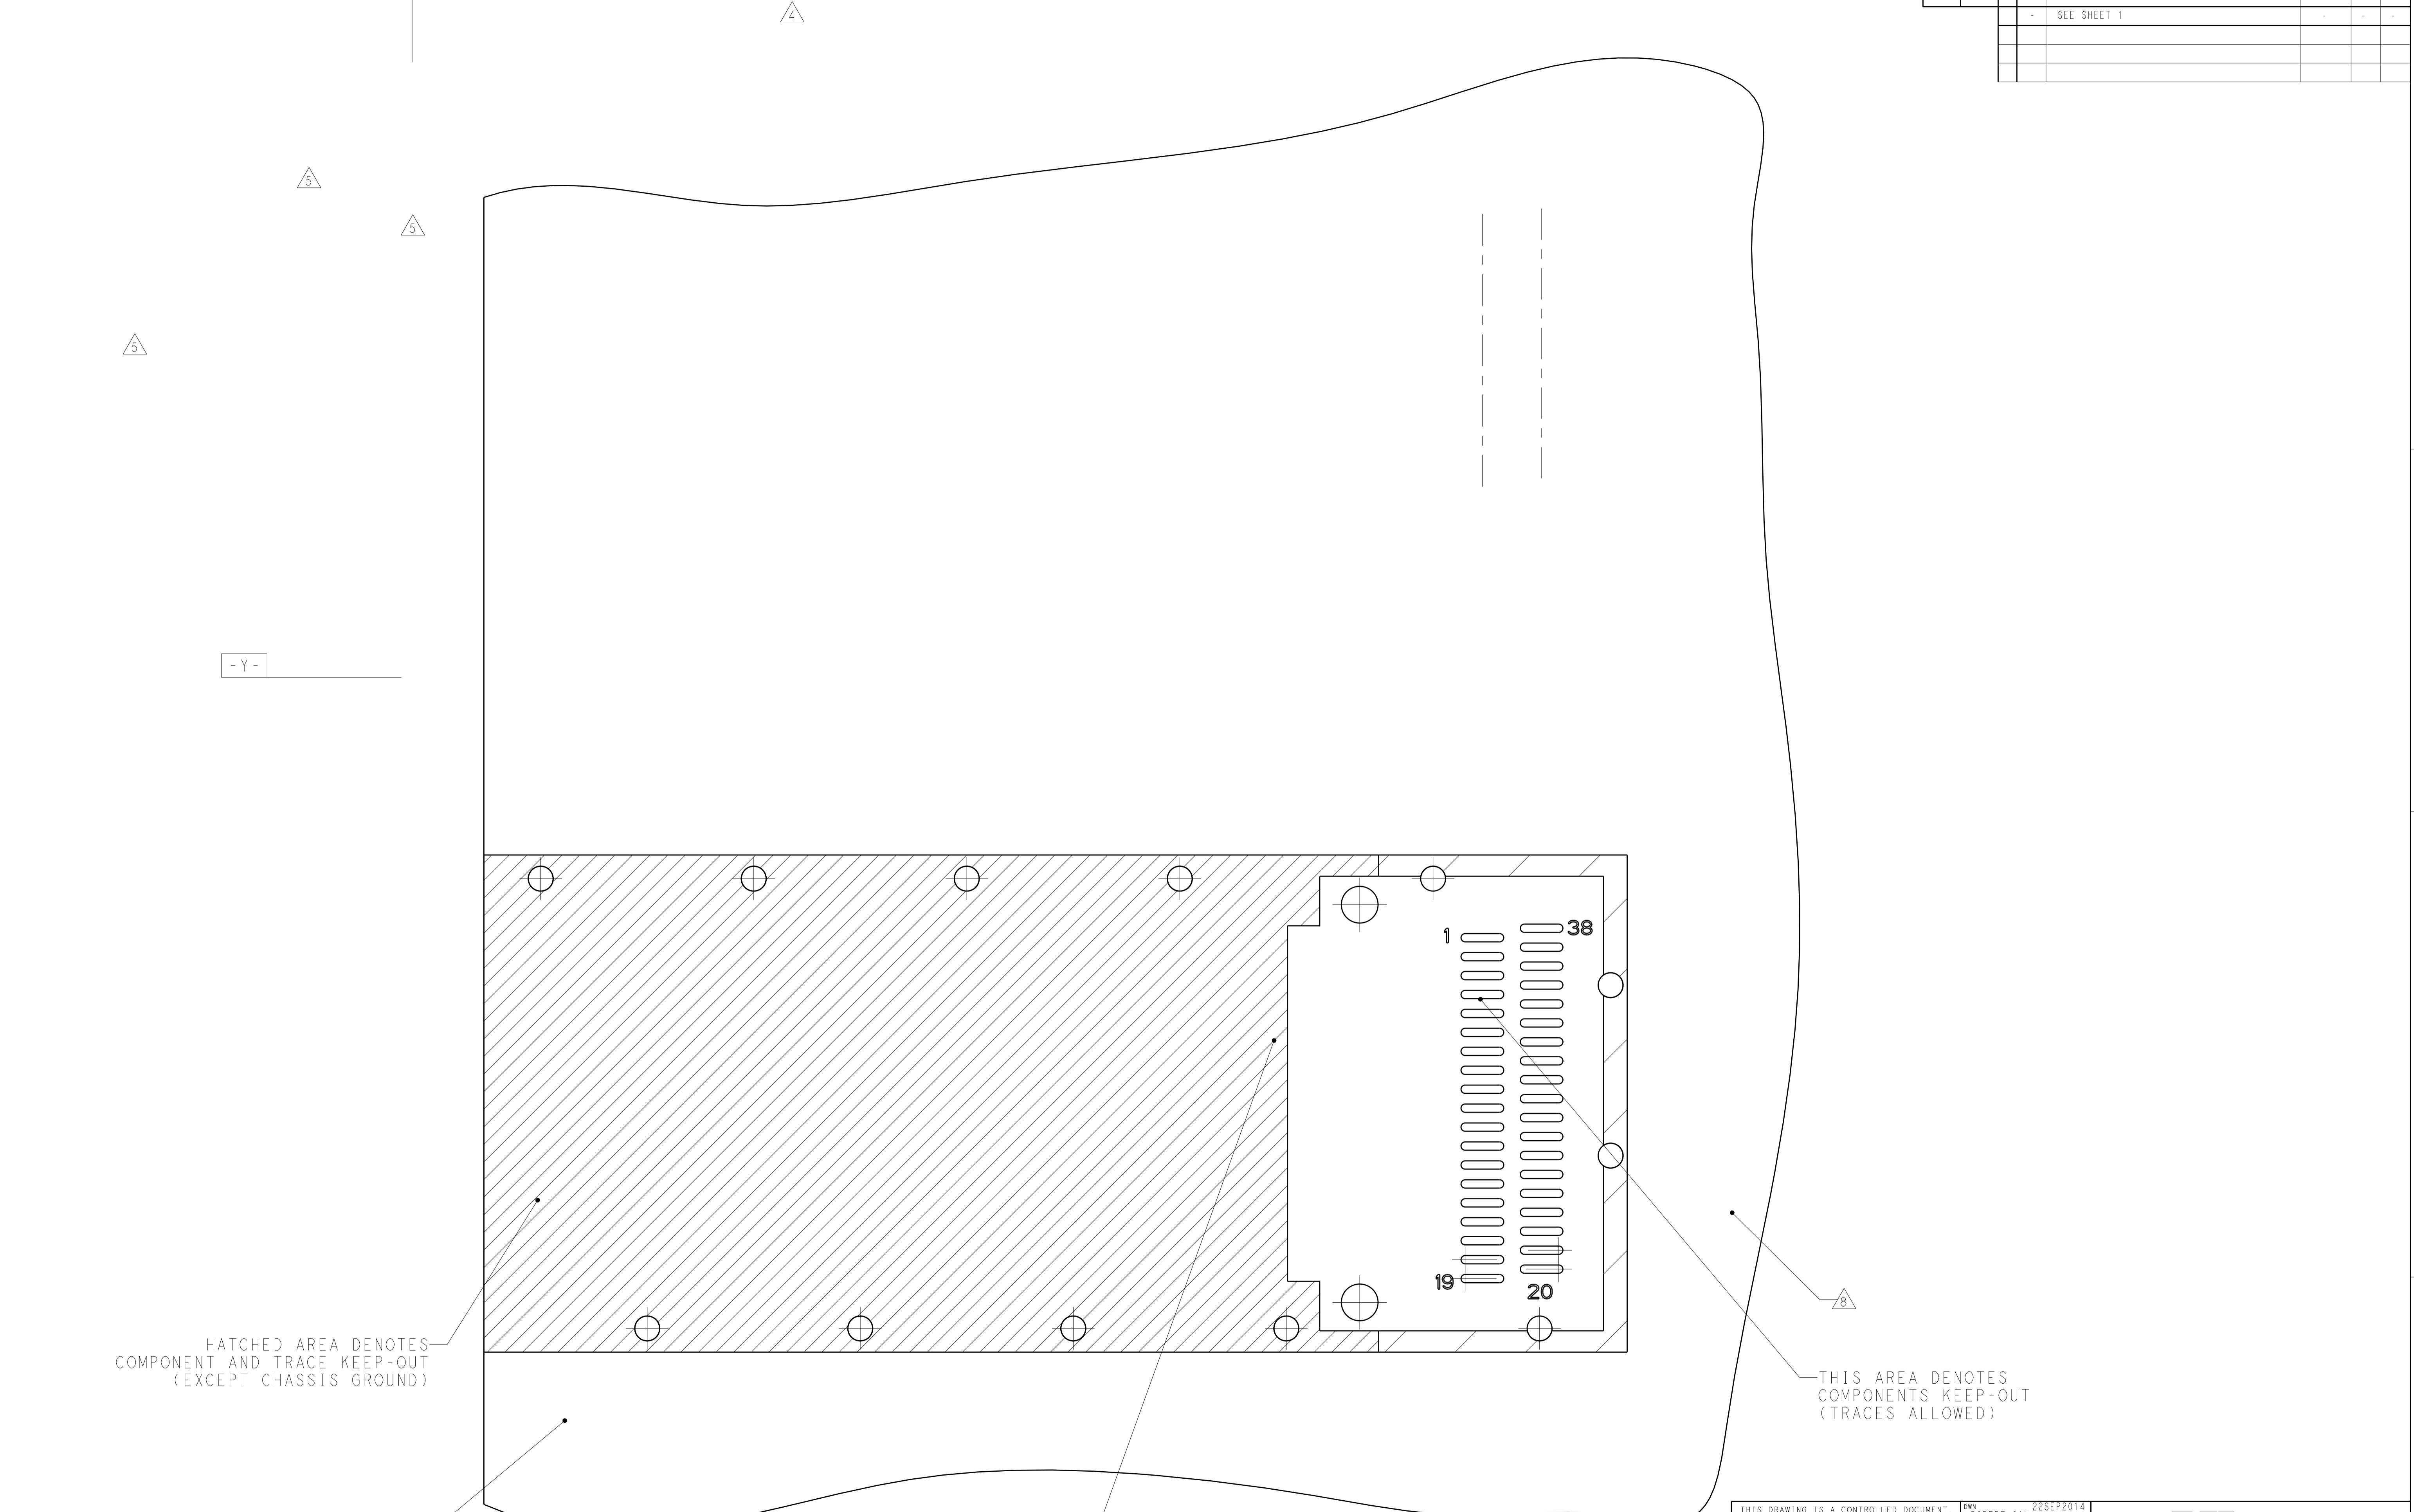 4
- SEE SHEET 1 - - -
5
5
5
-Y-
1
38
19
20
8
HATCHED AREA DENOTES
COMPONENT AND TRACE KEEP-OUT
(EXCEPT CHASSIS GROUND)
THIS AREA DENOTES
COMPONENTS KEEP-OUT
(TRACES ALLOWED)
THIS DRAWING IS A CONTROLLED DOCUMENT
DWN 22SEP2014